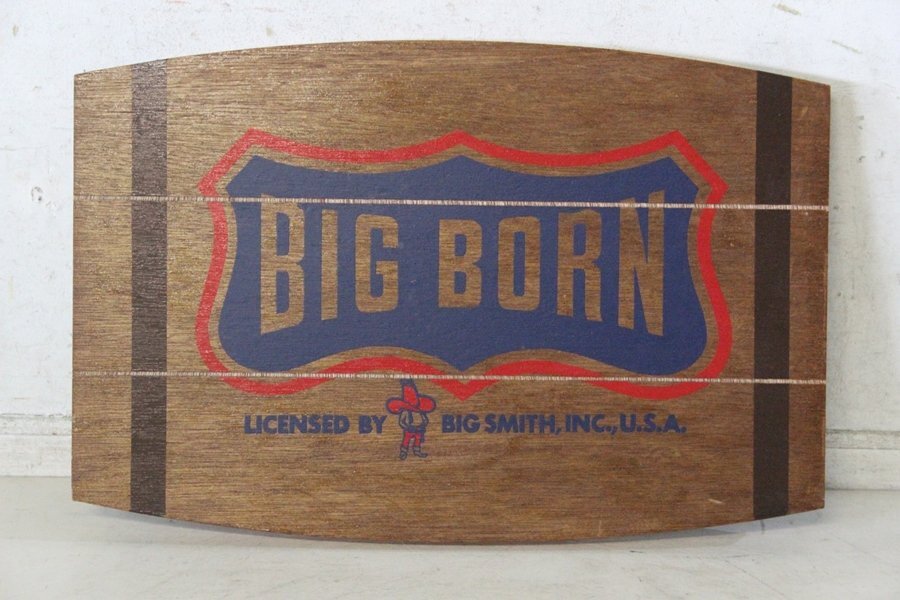 BIG BORN
LICENSED BY BIG SMITH, INC., U.S.A.